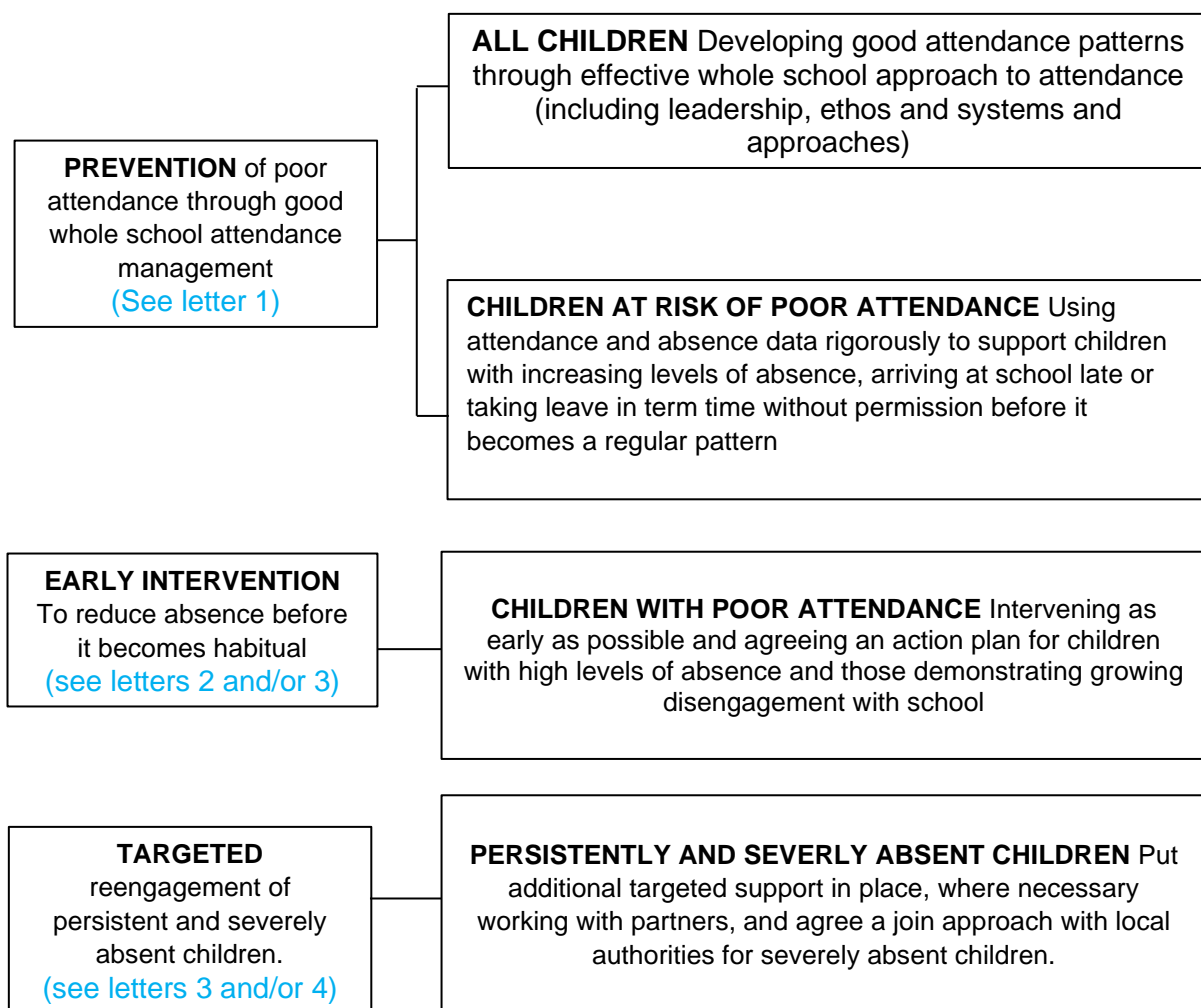 PREVENTION of poor
attendance through good
whole school attendance
management
(See letter 1)
ALL CHILDREN Developing good attendance patterns
through effective whole school approach to attendance
(including leadership, ethos and systems and
approaches)
CHILDREN AT RISK OF POOR ATTENDANCE Using
attendance and absence data rigorously to support children
with increasing levels of absence, arriving at school late or
taking leave in term time without permission before it
becomes a regular pattern
EARLY INTERVENTION
To reduce absence before
it becomes habitual
(see letters 2 and/or 3)
CHILDREN WITH POOR ATTENDANCE Intervening as
early as possible and agreeing an action plan for children
with high levels of absence and those demonstrating growing
disengagement with school
TARGETED
reengagement of
persistent and severely
absent children.
(see letters 3 and/or 4)
PERSISTENTLY AND SEVERLY ABSENT CHILDREN Put
additional targeted support in place, where necessary
working with partners, and agree a join approach with local
authorities for severely absent children.